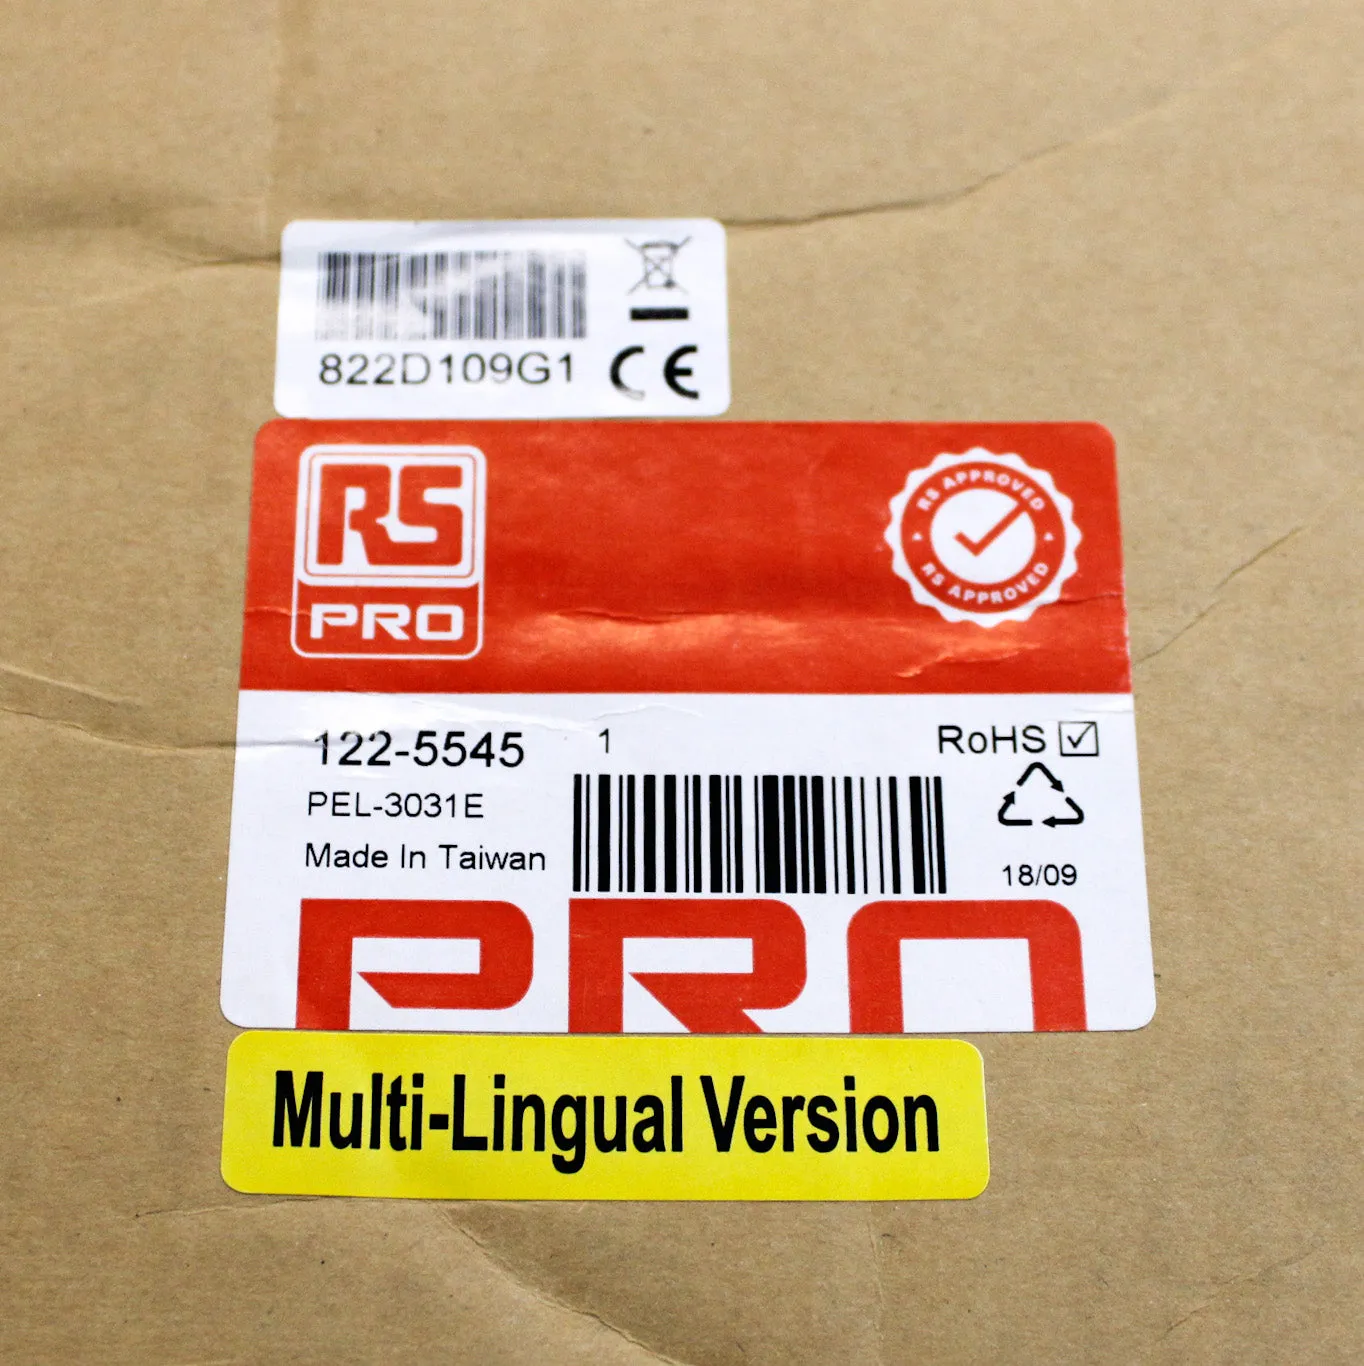 822D109G1
CE
RS
PRO
RS APPROVED
RS APPROVED
122-5545
1
RoHS
PEL-3031E
Made In Taiwan
18/09
PRO
Multi-Lingual Version